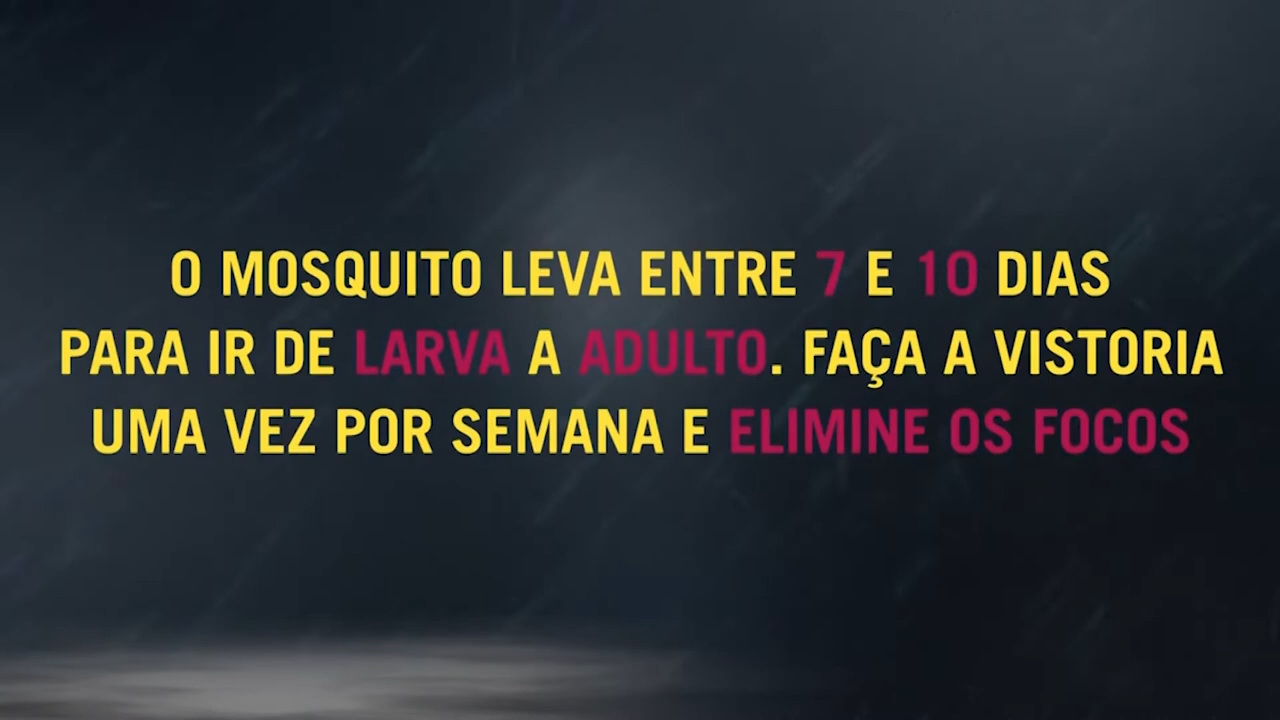 O MOSQUITO LEVA ENTRE 7 E 10 DIAS
PARA IR DE LARVA A ADULTO. FAÇA A VISTORIA
UMA VEZ POR SEMANA E ELIMINE OS FOCOS